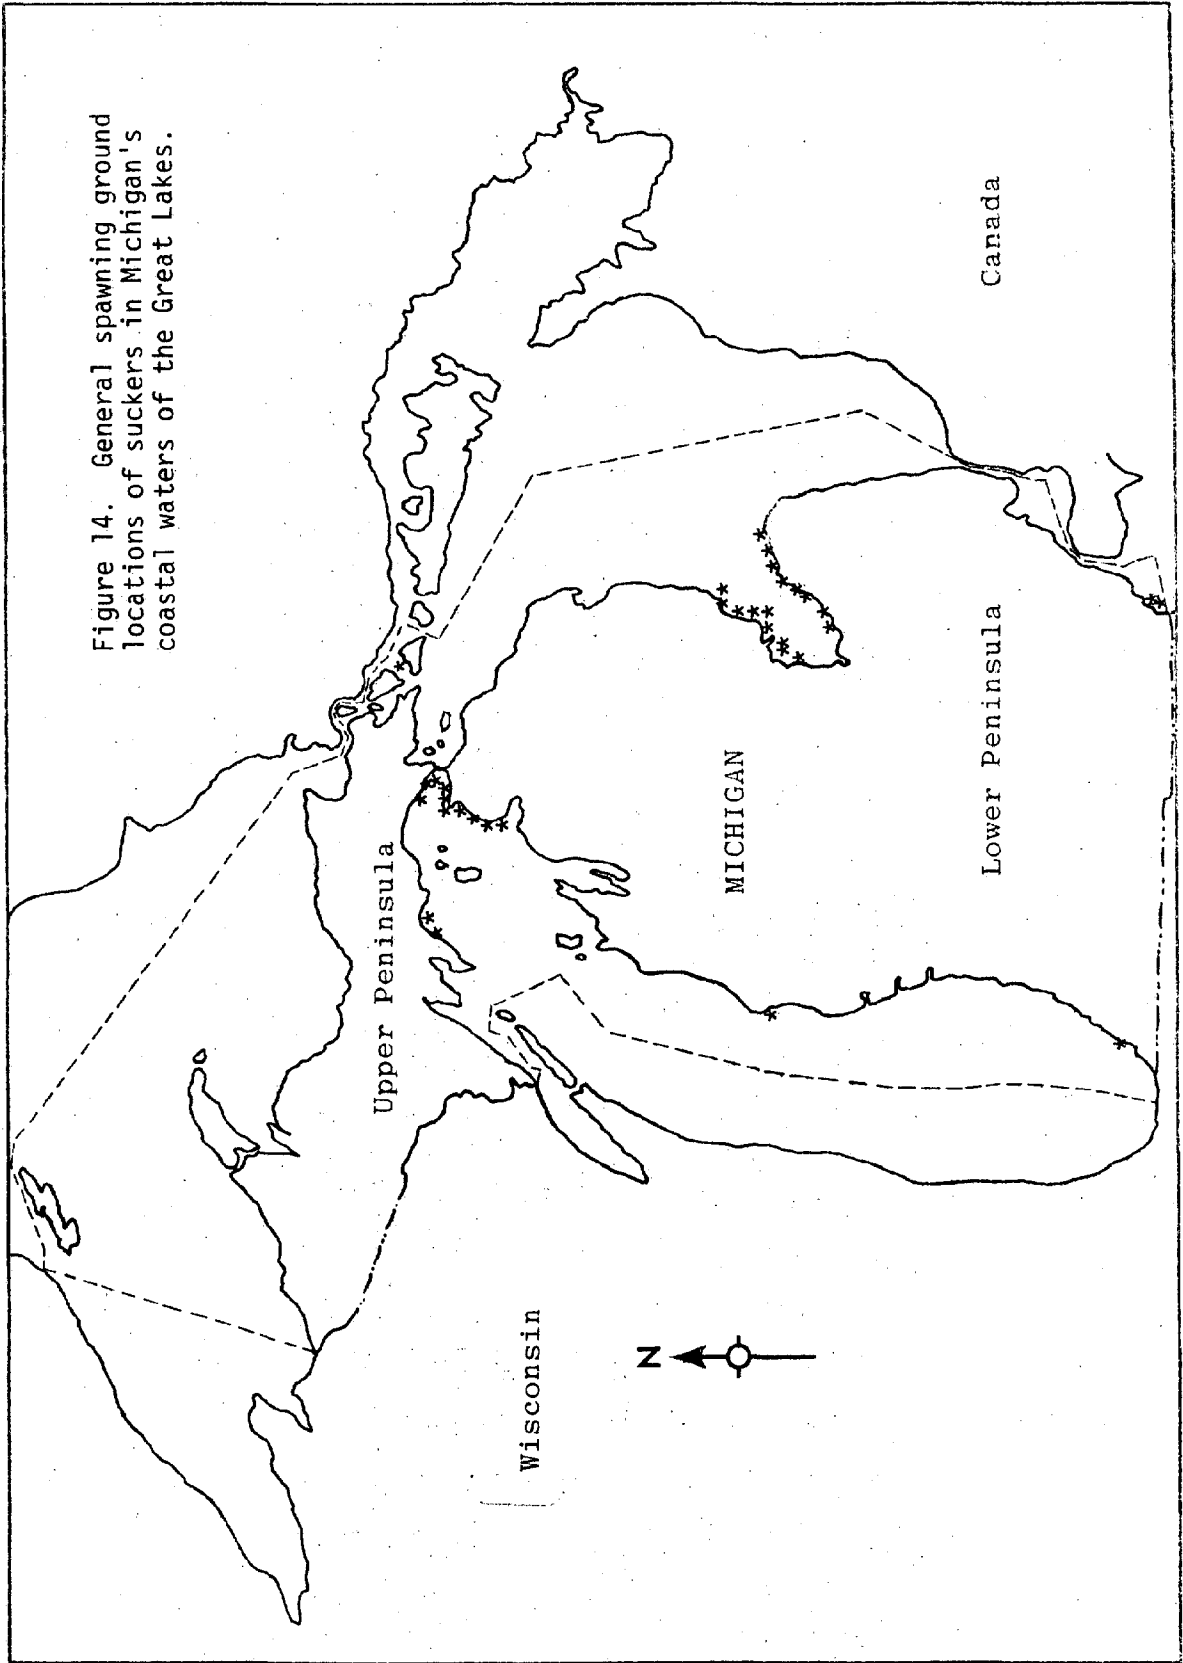 Figure 14. General spawning ground
locations of suckers in Michigan's
coastal waters of the Great Lakes.
Upper Peninsula
Wisconsin
N
MICHIGAN
Lower Peninsula
Canada